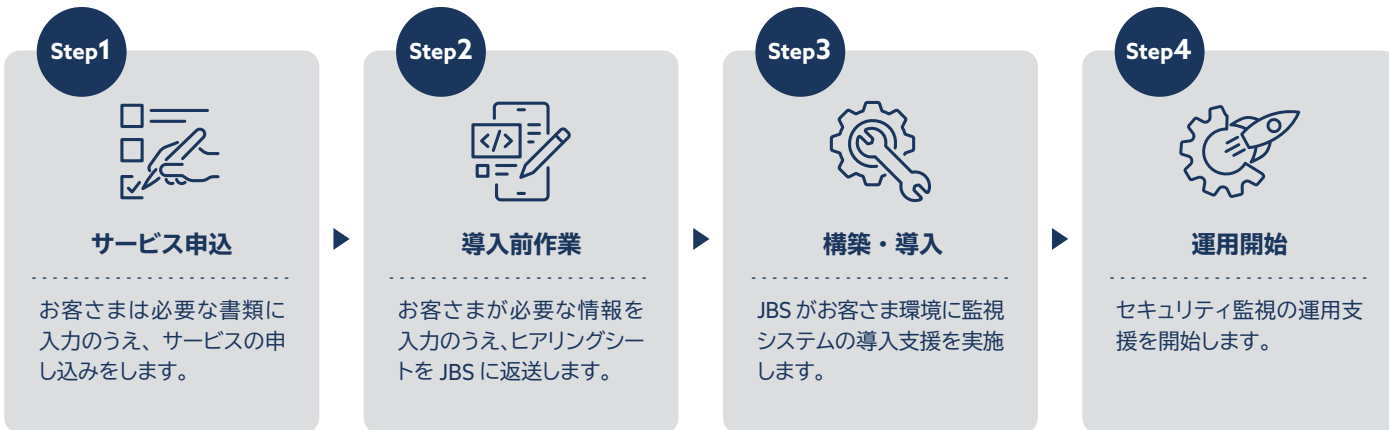 Step1
サービス申込
お客さまは必要な書類に
入力のうえ、サービスの申
し込みをします。
Step2
</>
導入前作業
お客さまが必要な情報を
入力のうえ、ヒアリングシー
トを JBS に返送します。
Step3
構築・導入
JBS がお客さま環境に監視
システムの導入支援を実施
します。
Step4
運用開始
セキュリティ監視の運用支
援を開始します。